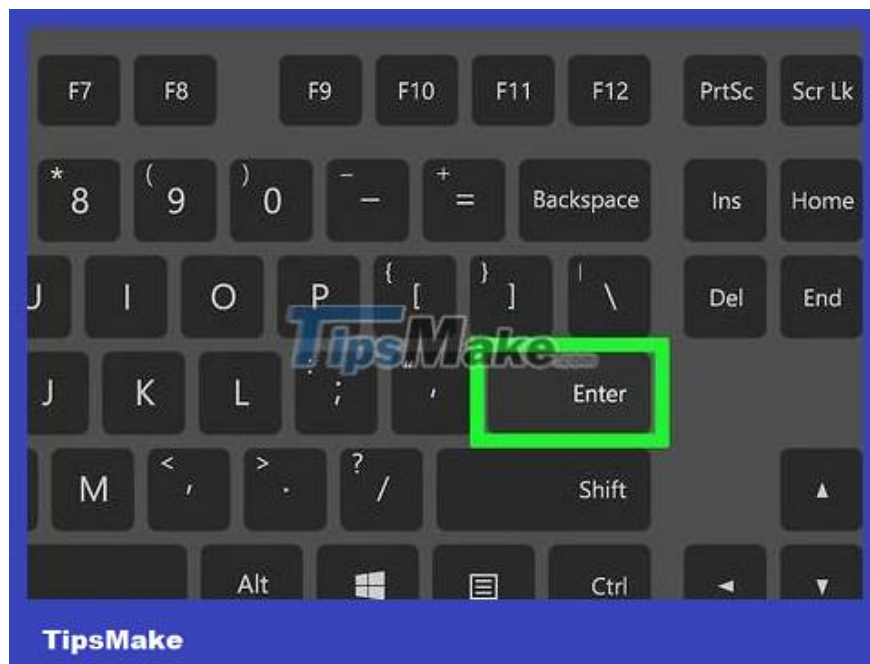 F7 F8 F9 F10 F11 F12 PrtSc Scr Lk
* 8 ( 9 ) 0 – – + = Backspace Ins Home
U I O P { [ } ] | \ Del End
TipsMake.com
J K L : ; “ ' Enter
M < , > . ? / Shift ▲
Alt Ctrl ◄ ▼
TipsMake